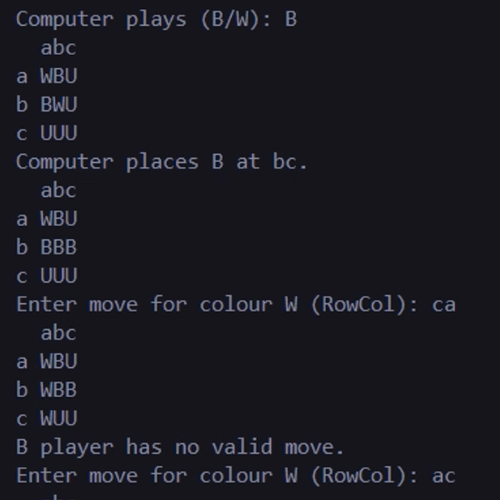 Computer plays (B/W): B
  abc
a WBU
b BWU
c UUU
Computer places B at bc.
  abc
a WBU
b BBB
c UUU
Enter move for colour W (RowCol): ca
  abc
a WBU
b WBB
c WUU
B player has no valid move.
Enter move for colour W (RowCol): ac